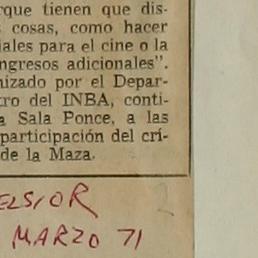 rque tienen que dis-
cosas, como hacer
iales para el cine o la
ngresos adicionales".
nizado por el Depar-
tro del INBA, conti-
a Sala Ponce, a las
participación del crí-
de la Maza.
ELSIOR
MARZO 71
2